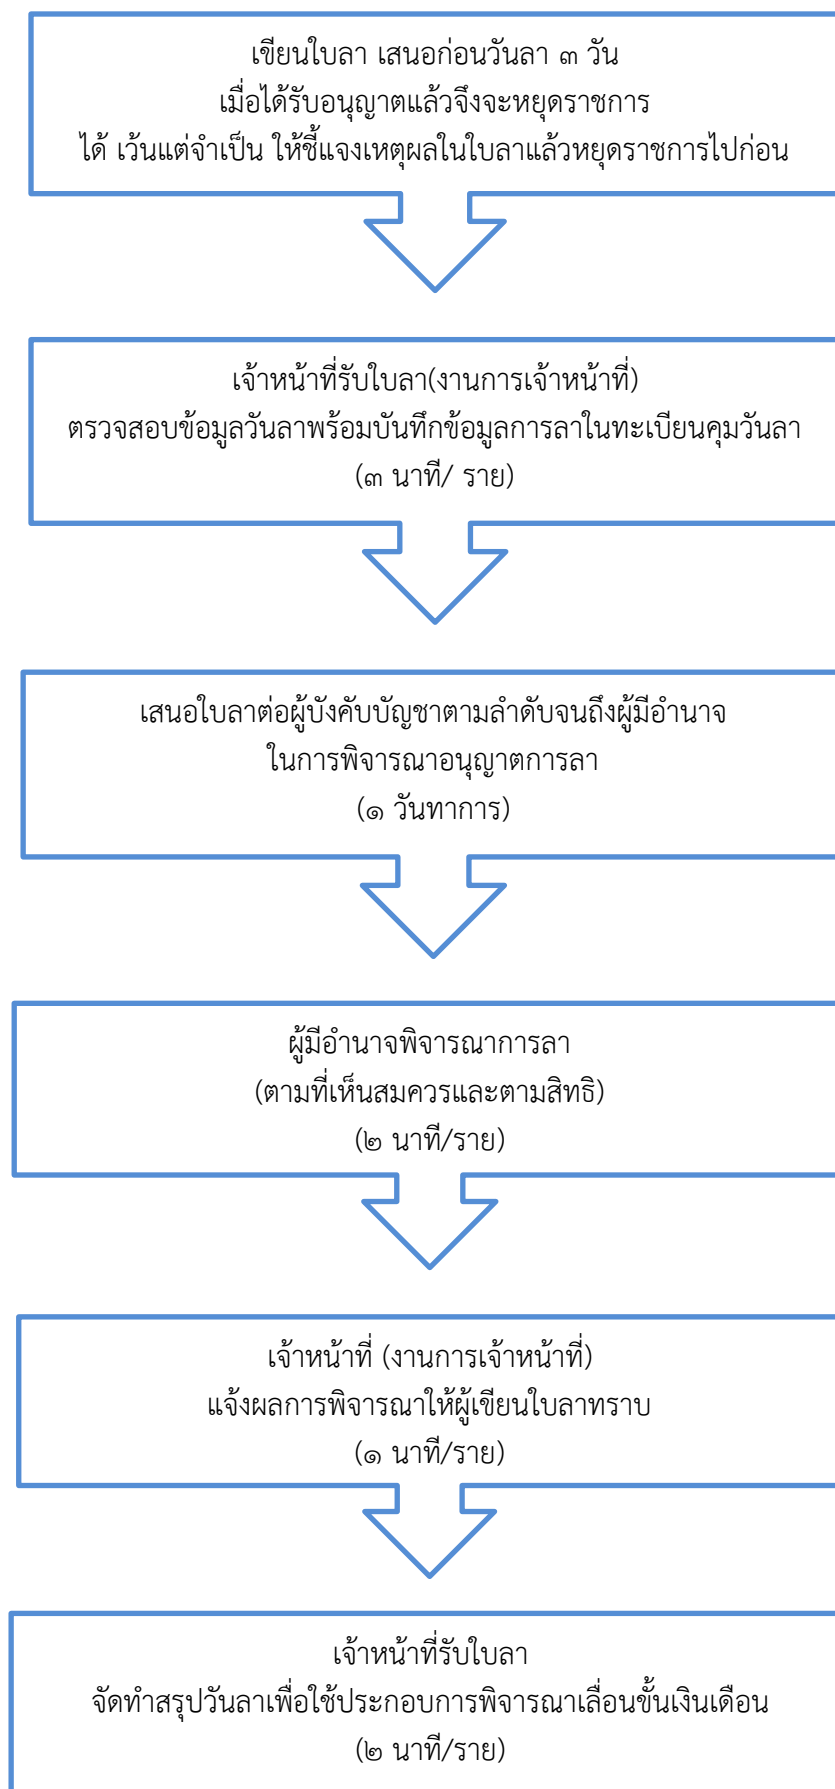 เขียนใบลา เสนอก่อนวันลา ๓ วัน
เมื่อได้รับอนุญาตแล้วจึงจะหยุดราชการ
ได้ เว้นแต่จำเป็น ให้ชี้แจงเหตุผลในใบลาแล้วหยุดราชการไปก่อน
เจ้าหน้าที่รับใบลา(งานการเจ้าหน้าที่)
ตรวจสอบข้อมูลวันลาพร้อมบันทึกข้อมูลการลาในทะเบียนคุมวันลา
(๓ นาที/ ราย)
เสนอใบลาต่อผู้บังคับบัญชาตามลำดับจนถึงผู้มีอำนาจ
ในการพิจารณาอนุญาตการลา
(๑ วันทาการ)
ผู้มีอำนาจพิจารณาการลา
(ตามที่เห็นสมควรและตามสิทธิ)
(๒ นาที/ราย)
เจ้าหน้าที่ (งานการเจ้าหน้าที่)
แจ้งผลการพิจารณาให้ผู้เขียนใบลาทราบ
(๑ นาที/ราย)
เจ้าหน้าที่รับใบลา
จัดทำสรุปวันลาเพื่อใช้ประกอบการพิจารณาเลื่อนขั้นเงินเดือน
(๒ นาที/ราย)